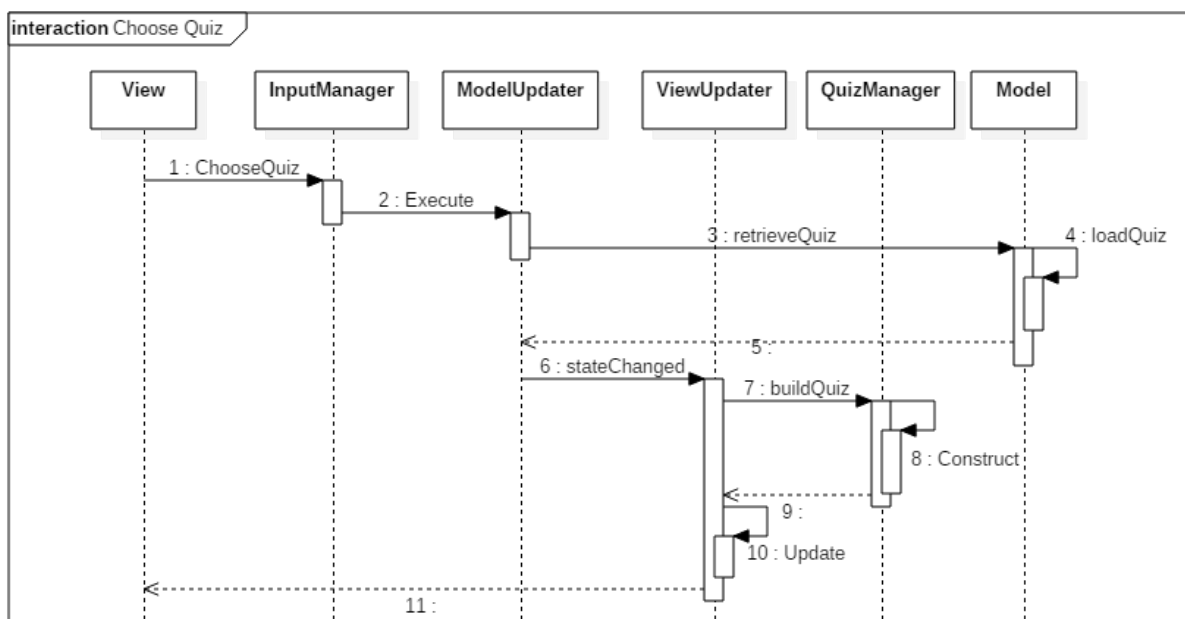 interaction Choose Quiz
View InputManager ModelUpdater ViewUpdater QuizManager Model
1 : ChooseQuiz
2 : Execute
3 : retrieveQuiz
4 : loadQuiz
5 :
6 : stateChanged
7 : buildQuiz
8 : Construct
9 :
10 : Update
11 :